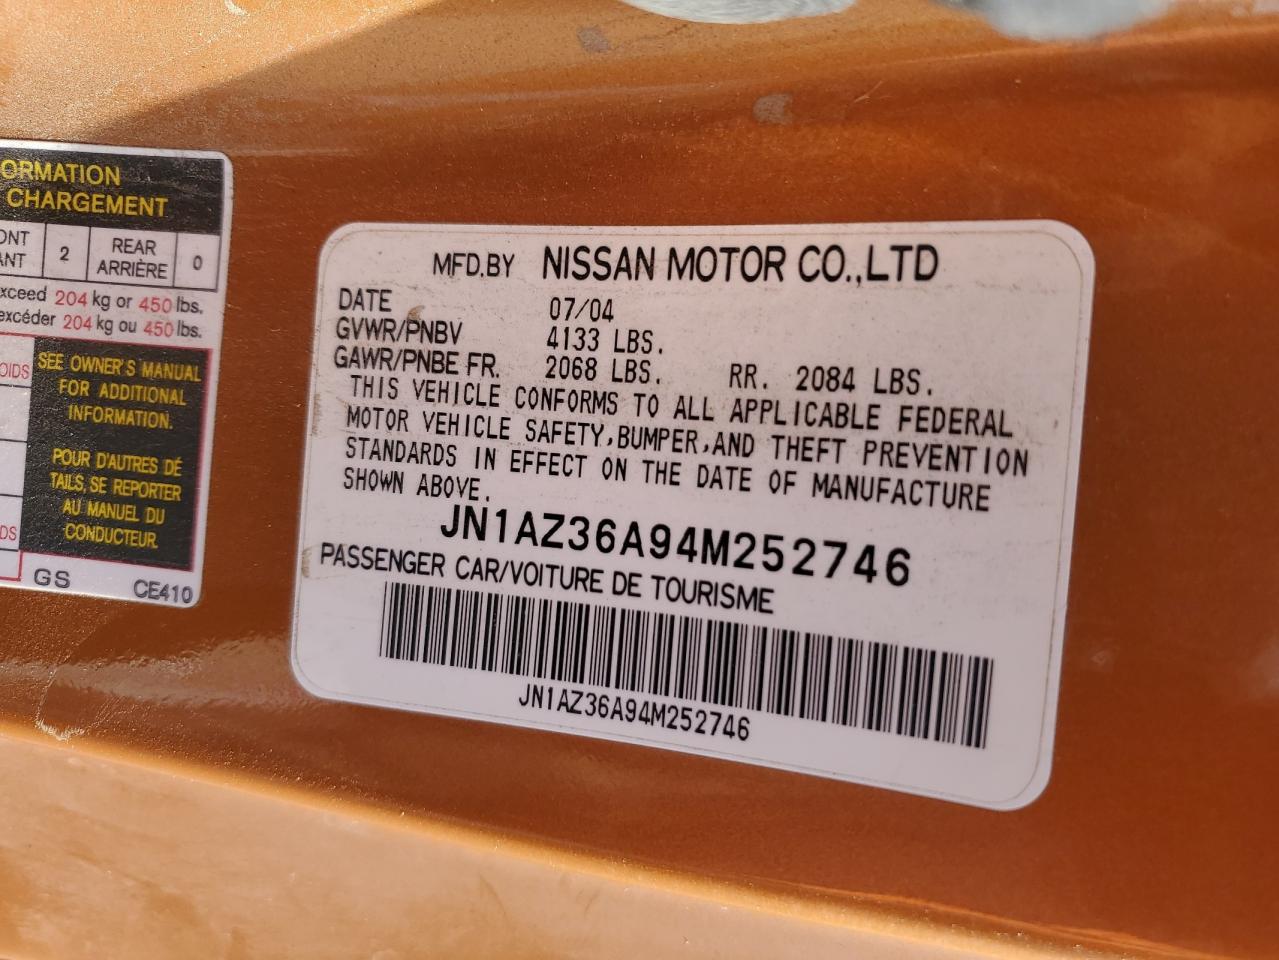 ORMATION
CHARGEMENT
2
REAR
ARRIÈRE
0
204 kg or 450 lbs.
204 kg ou 450 lbs.
SEE OWNER'S MANUAL
FOR ADDITIONAL
INFORMATION.
POUR D'AUTRES DÉ
TAILS, SE REPORTER
AU MANUEL DU
CONDUCTEUR.
GS
CE410
MFD.BY NISSAN MOTOR CO.,LTD
DATE 07/04
GVWR/PNBV 4133 LBS.
GAWR/PNBE FR. 2068 LBS. RR. 2084 LBS.
THIS VEHICLE CONFORMS TO ALL APPLICABLE FEDERAL
MOTOR VEHICLE SAFETY,BUMPER,AND THEFT PREVENTION
STANDARDS IN EFFECT ON THE DATE OF MANUFACTURE
SHOWN ABOVE.
JN1AZ36A94M252746
PASSENGER CAR/VOITURE DE TOURISME
JN1AZ36A94M252746